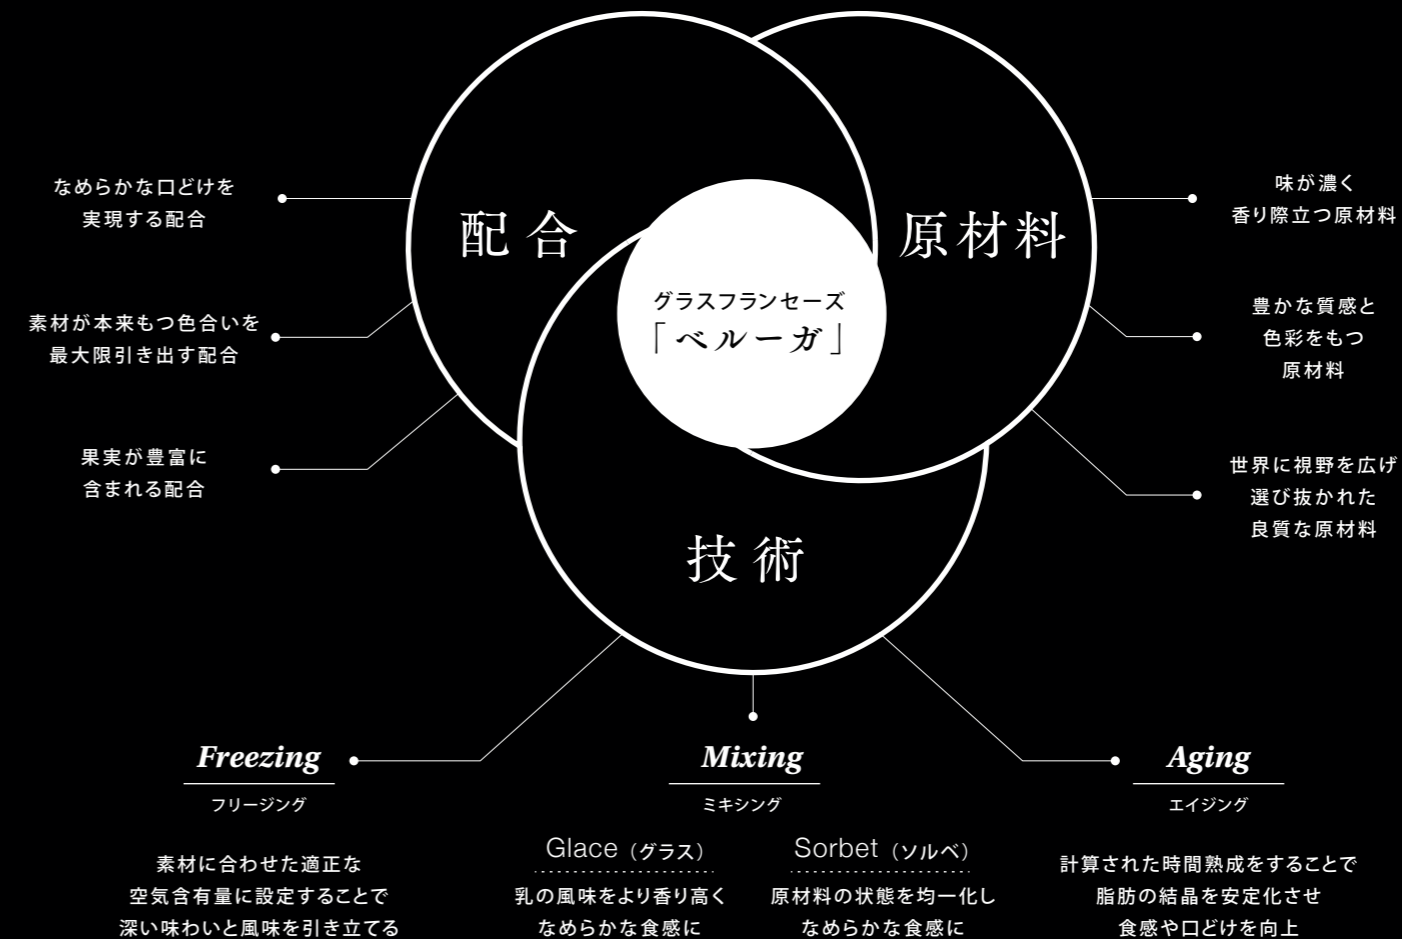 配合
原材料
グラスフランセーズ
「ベルーガ」
技術
なめらかな口どけを
実現する配合
素材が本来もつ色合いを
最大限引き出す配合
果実が豊富に
含まれる配合
味が濃く
香り際立つ原材料
豊かな質感と
色彩をもつ
原材料
世界に視野を広げ
選び抜かれた
良質な原材料
Freezing
フリージング
素材に合わせた適正な
空気含有量に設定することで
深い味わいと風味を引き立てる
Mixing
ミキシング
Glace（グラス）
乳の風味をより香り高く
なめらかな食感に
Sorbet（ソルベ）
原材料の状態を均一化し
なめらかな食感に
Aging
エイジング
計算された時間熟成をすることで
脂肪の結晶を安定化させ
食感や口どけを向上